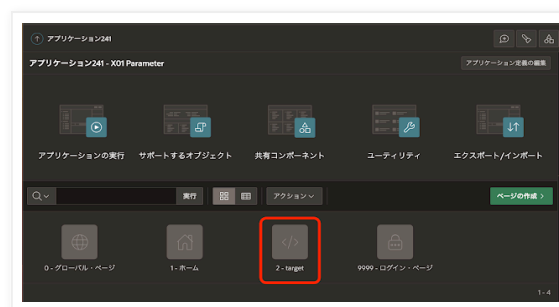 アプリケーション241
アプリケーション241 - X01 Parameter
アプリケーション定義の編集
アプリケーションの実行 サポートするオブジェクト 共有コンポーネント ユーティリティ エクスポート/インポート
実行 アクション ページの作成
0 - グローバル・ページ 1 - ホーム 2 - target 9999 - ログイン・ページ
1 - 4